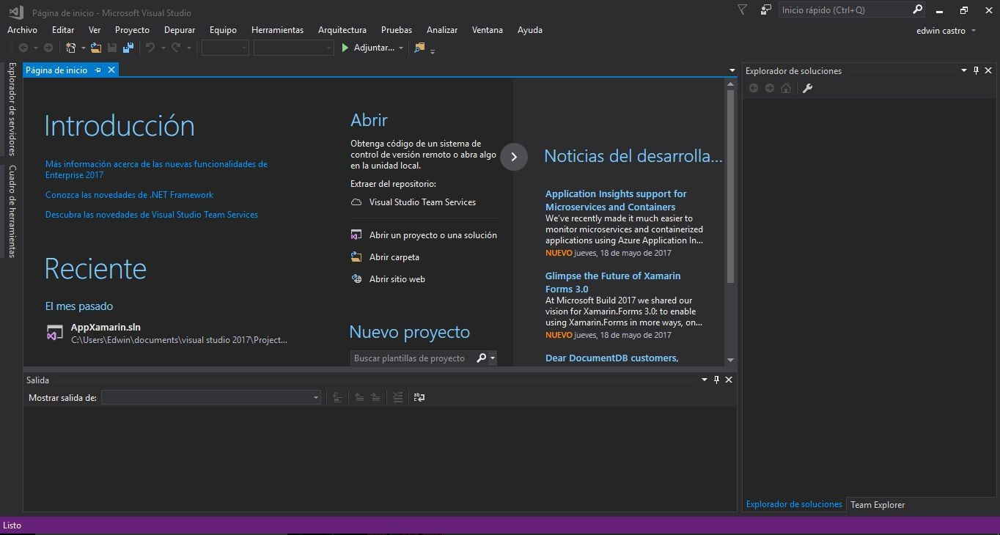 Página de inicio - Microsoft Visual Studio
Inicio rápido (Ctrl+Q)
Archivo Editar Ver Proyecto Depurar Equipo Herramientas Arquitectura Pruebas Analizar Ventana Ayuda
edwin castro
Adjuntar...
Explorador de servidores
Cuadro de herramientas
Página de inicio
Introducción
Más información acerca de las nuevas funcionalidades de
Enterprise 2017
Conozca las novedades de .NET Framework
Descubra las novedades de Visual Studio Team Services
Reciente
El mes pasado
AppXamarin.sln
C:\Users\Edwin\documents\visual studio 2017\Project...
Abrir
Obtenga código de un sistema de
control de versión remoto o abra algo
en la unidad local.
Extraer del repositorio:
Visual Studio Team Services
Abrir un proyecto o una solución
Abrir carpeta
Abrir sitio web
Nuevo proyecto
Buscar plantillas de proyecto
Noticias del desarrolla...
Application Insights support for
Microservices and Containers
We've recently made it much easier to
monitor microservices and containerized
applications using Azure Application In...
NUEVO jueves, 18 de mayo de 2017
Glimpse the Future of Xamarin
Forms 3.0
At Microsoft Build 2017 we shared our
vision for Xamarin.Forms 3.0: to enable
using Xamarin.Forms in more ways, on...
NUEVO jueves, 18 de mayo de 2017
Dear DocumentDB customers,
Explorador de soluciones
Salida
Mostrar salida de:
Explorador de soluciones
Team Explorer
Listo